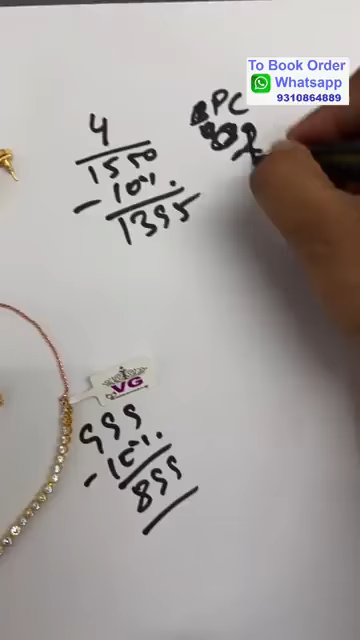 To Book Order
Whatsapp
9310864889
PC
4
1550
- 10%.
1395
VG
999
- 10%.
899